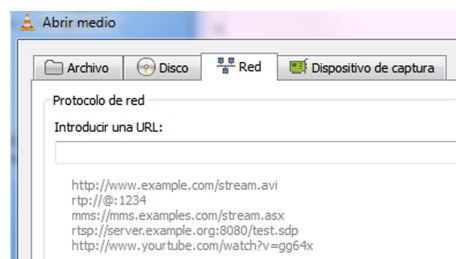 Abrir medio
Archivo Disco Red Dispositivo de captura
Protocolo de red
Introducir una URL:
http://www.example.com/stream.avi
rtp://@:1234
mms://mms.examples.com/stream.asx
rtsp://server.example.org:8080/test.sdp
http://www.yourtube.com/watch?v=gg64x